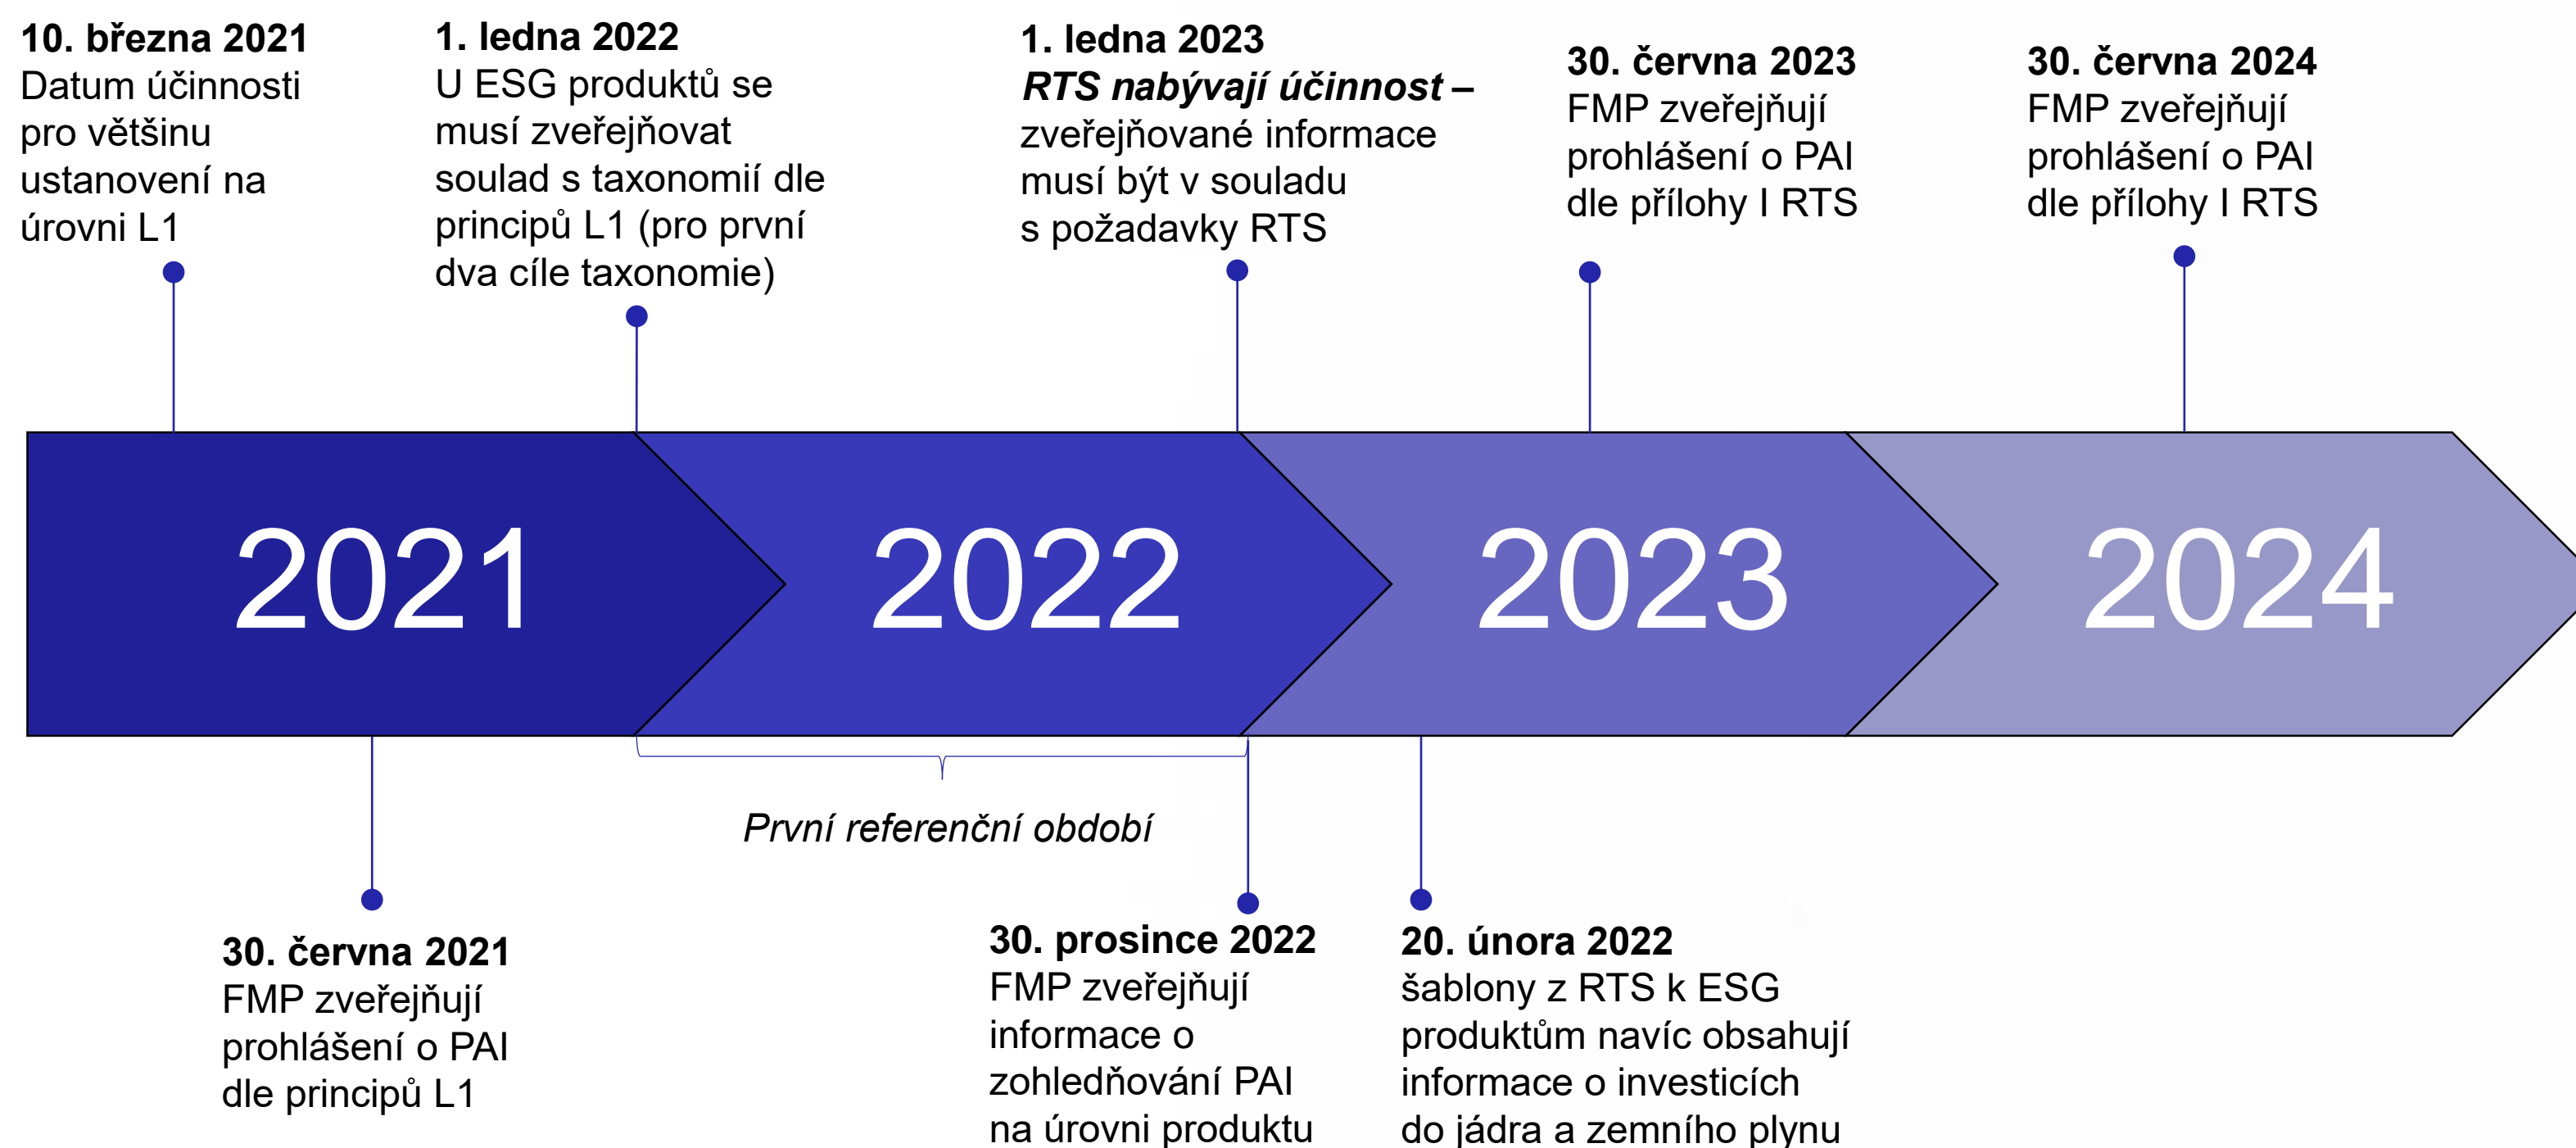 10. března 2021
Datum účinnosti
pro většinu
ustanovení na
úrovni L1
1. ledna 2022
U ESG produktů se
musí zveřejňovat
soulad s taxonomií dle
principů L1 (pro první
dva cíle taxonomie)
1. ledna 2023
RTS nabývají účinnost –
zveřejňované informace
musí být v souladu
s požadavky RTS
30. června 2023
FMP zveřejňují
prohlášení o PAI
dle přílohy I RTS
30. června 2024
FMP zveřejňují
prohlášení o PAI
dle přílohy I RTS
2021
2022
2023
2024
První referenční období
30. června 2021
FMP zveřejňují
prohlášení o PAI
dle principů L1
30. prosince 2022
FMP zveřejňují
informace o
zohledňování PAI
na úrovni produktu
20. února 2022
šablony z RTS k ESG
produktům navíc obsahují
informace o investicích
do jádra a zemního plynu